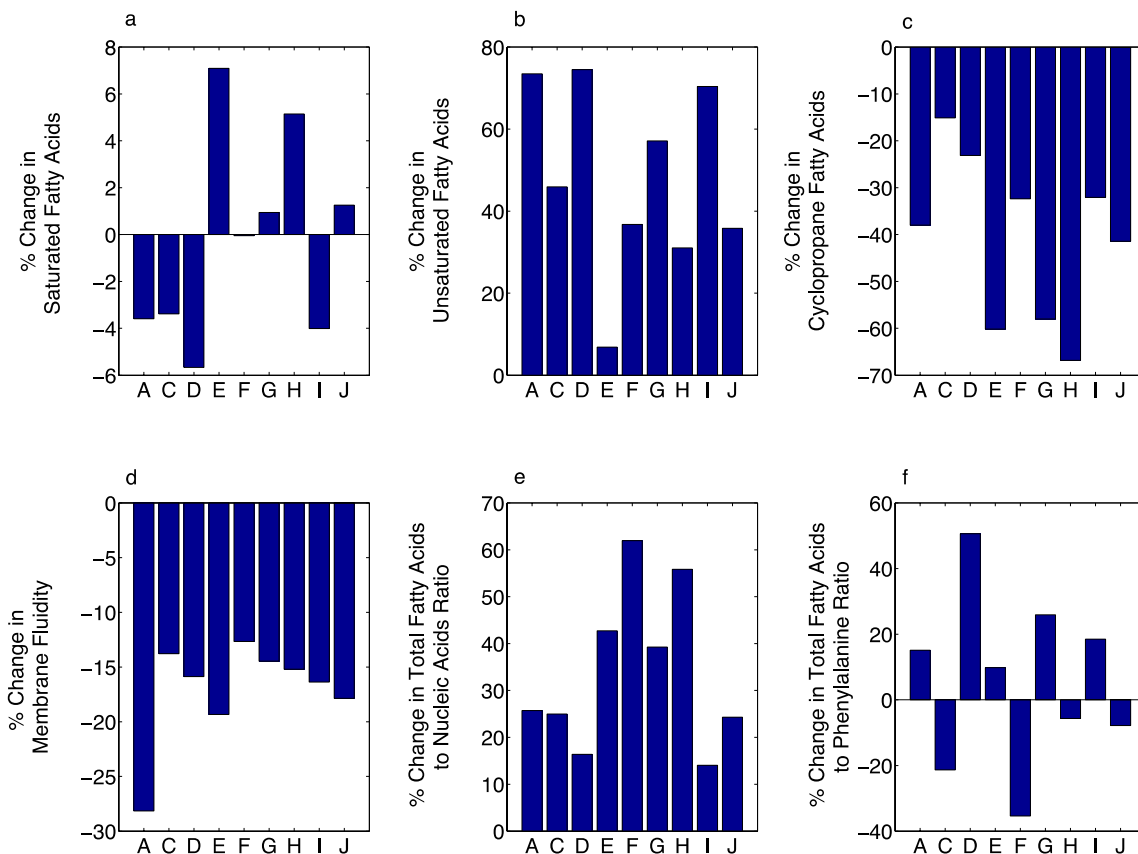 a
8
6
4
2
0
−2
−4
−6
% Change in
Saturated Fatty Acids
A C D E F G H I J
b
80
60
40
20
0
% Change in
Unsaturated Fatty Acids
A C D E F G H I J
c
0
−10
−20
−30
−40
−50
−60
−70
% Change in
Cyclopropane Fatty Acids
A C D E F G H I J
d
0
−5
−10
−15
−20
−25
−30
% Change in
Membrane Fluidity
A C D E F G H I J
e
70
60
50
40
30
20
10
0
% Change in Total Fatty Acids
to Nucleic Acids Ratio
A C D E F G H I J
f
60
40
20
0
−20
−40
% Change in Total Fatty Acids
to Phenylalanine Ratio
A C D E F G H I J